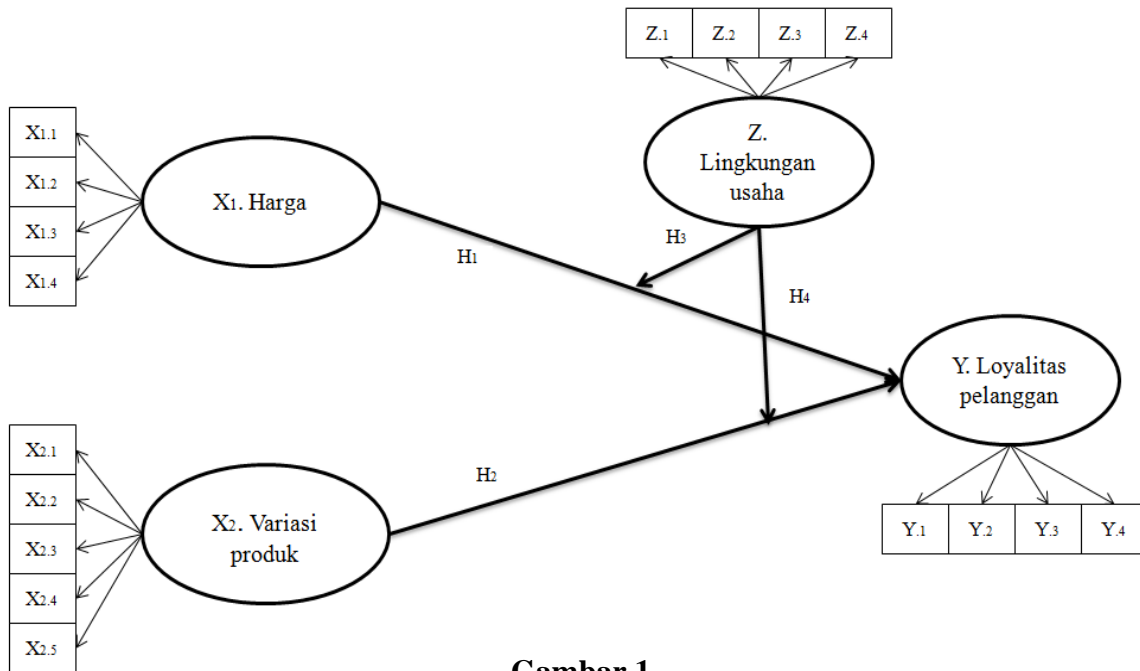 Z.1 Z.2 Z.3 Z.4
Z.
Lingkungan
usaha
X1.1
X1.2
X1.3
X1.4
X1. Harga
H1
H3
H4
Y. Loyalitas
pelanggan
Y.1 Y.2 Y.3 Y.4
X2.1
X2.2
X2.3
X2.4
X2.5
X2. Variasi
produk
H2
Gambar 1